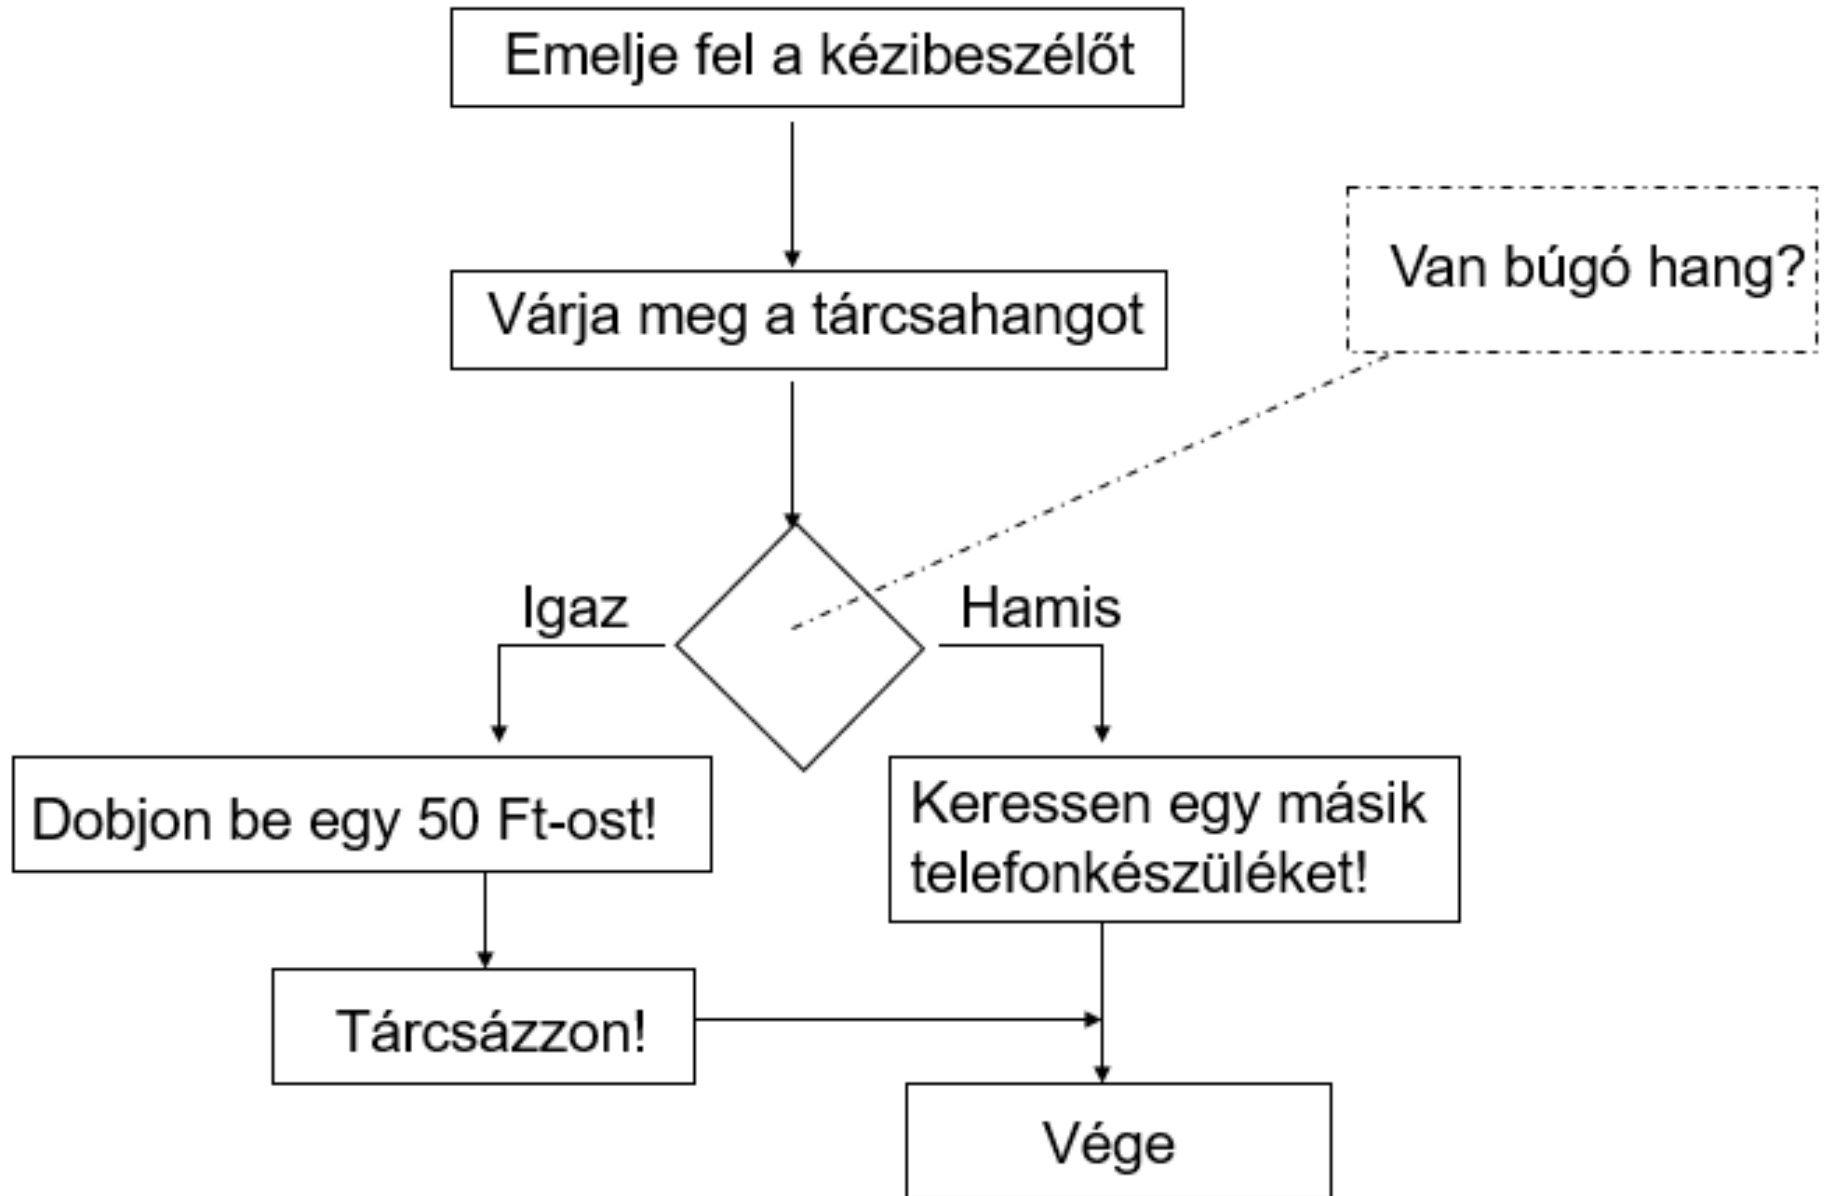 Emelje fel a kézibeszélőt
Van búgó hang?
Várja meg a tárcsahangot
Igaz
Hamis
Dobjon be egy 50 Ft-ost!
Keressen egy másik
telefonkészüléket!
Tárcsázzon!
Vége